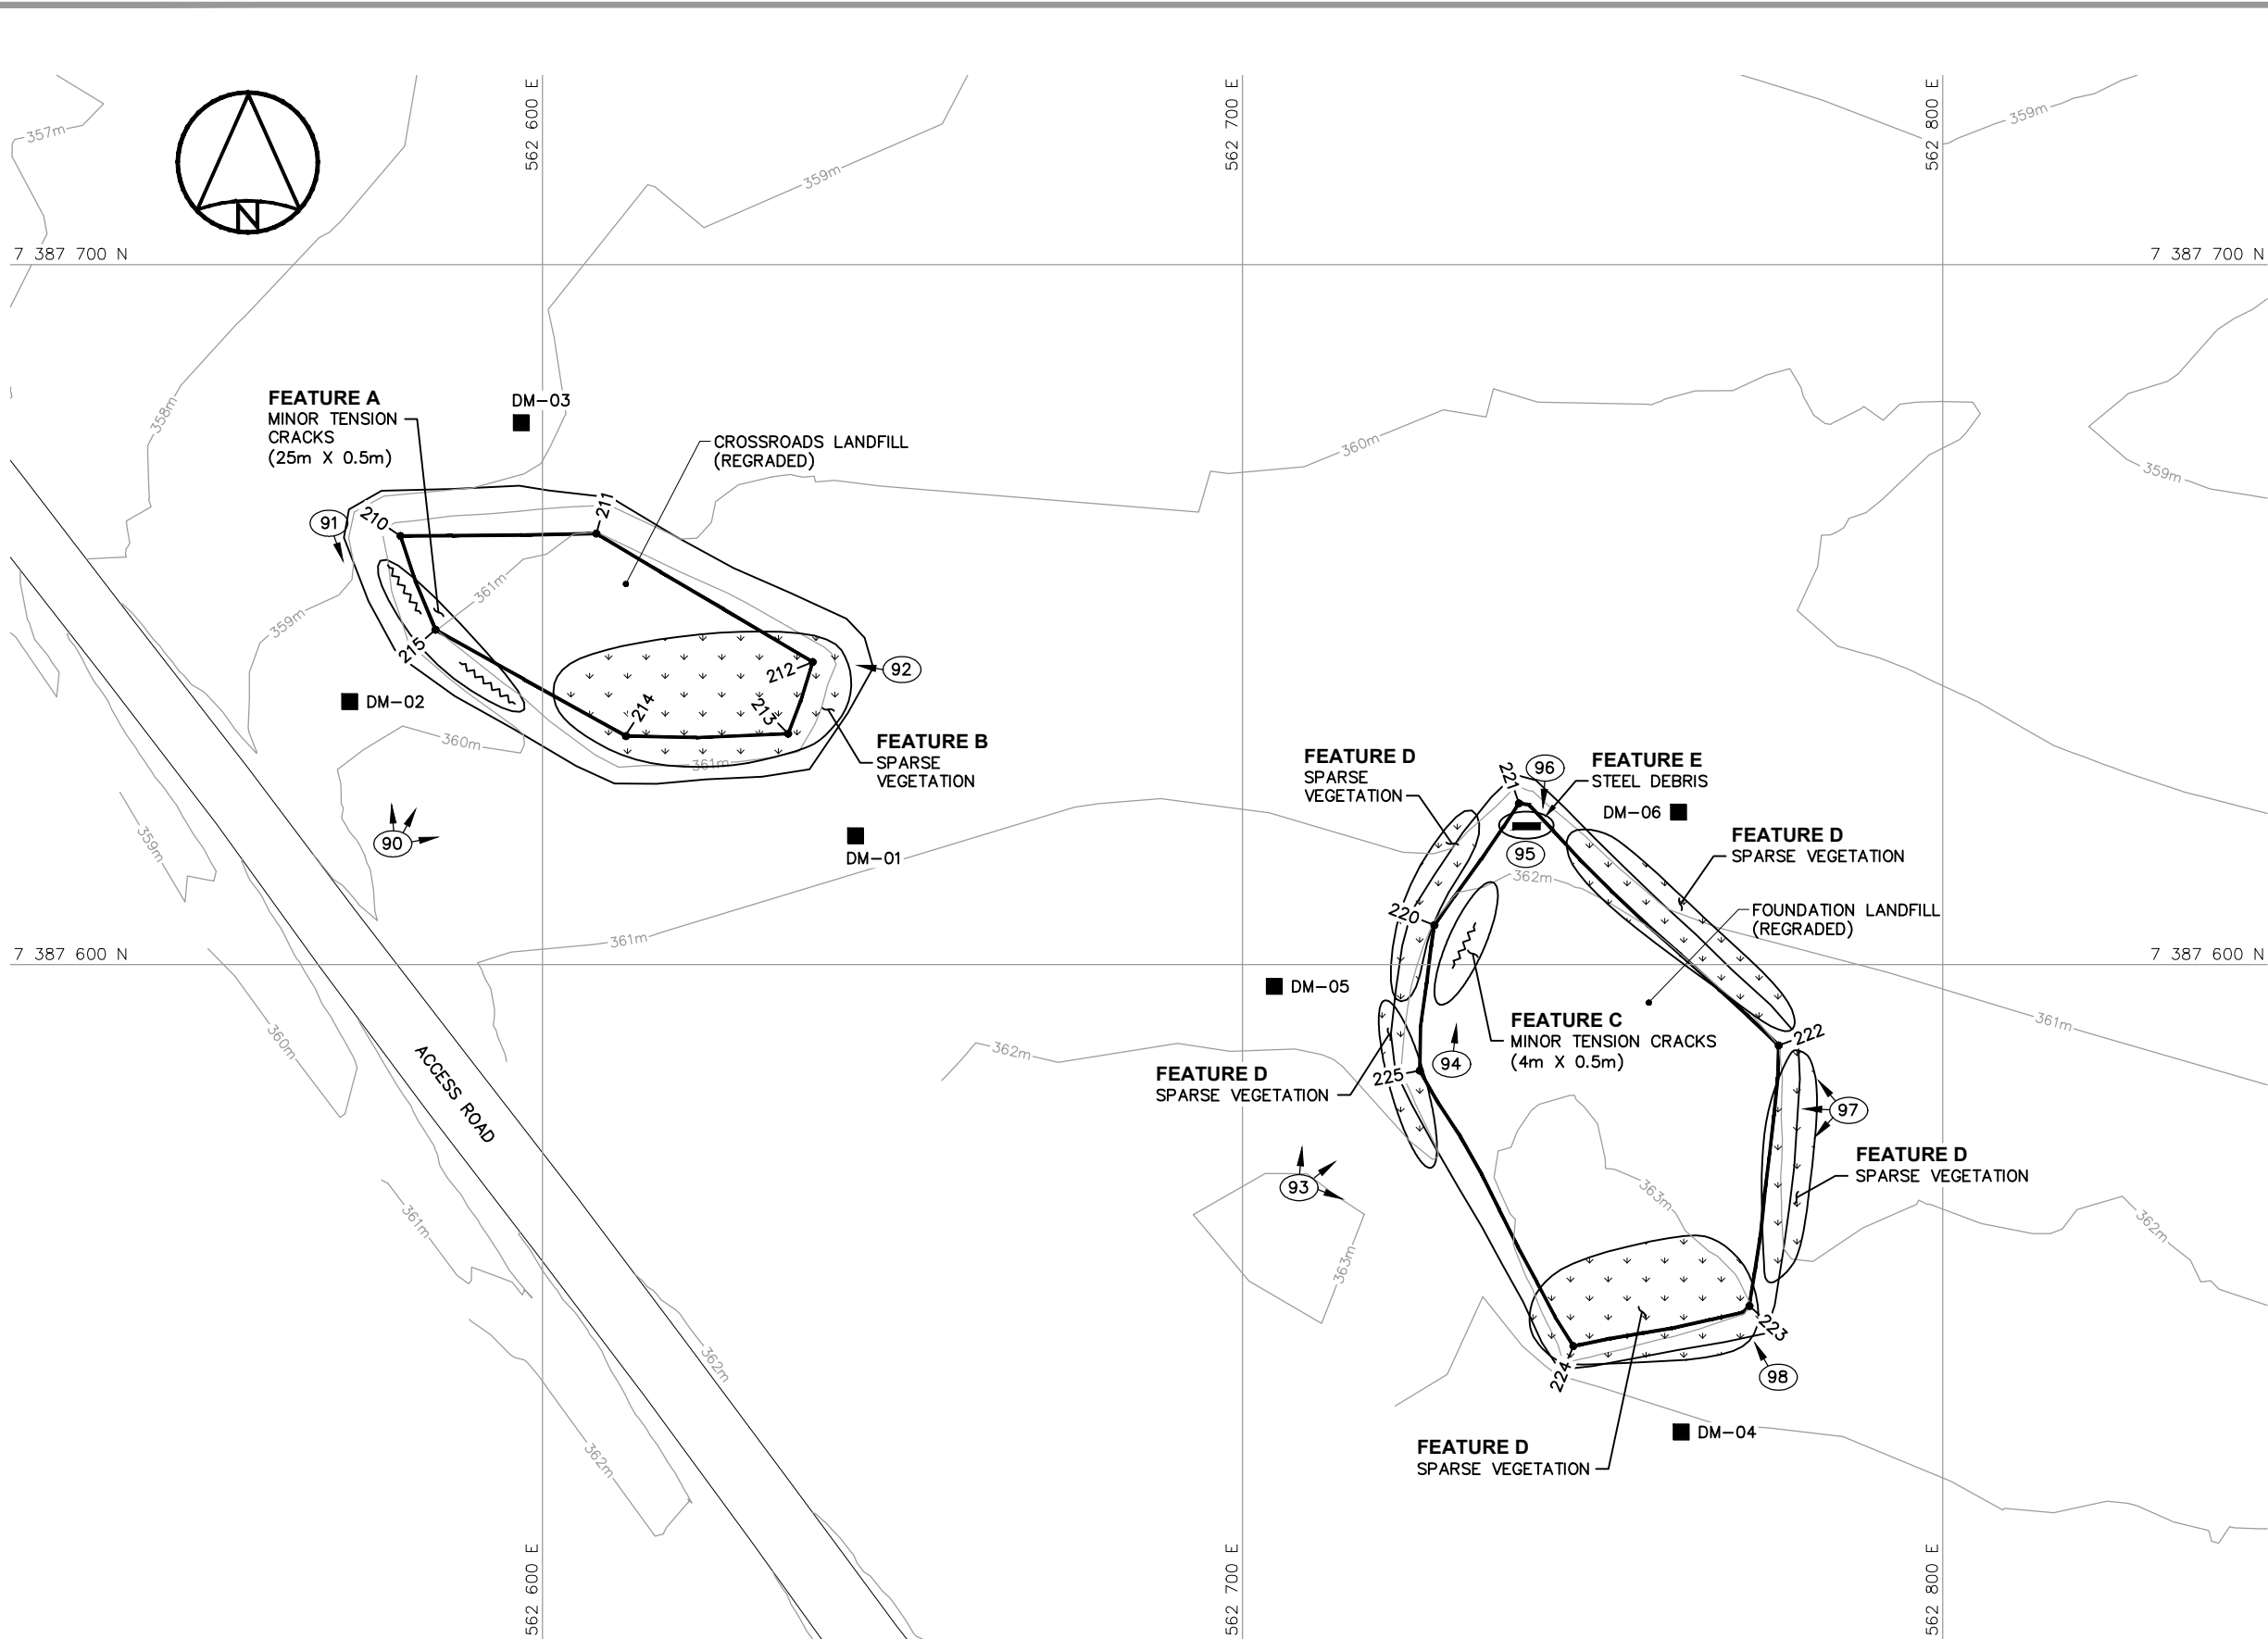 562 600 E
562 700 E
562 800 E
357m
359m
359m
N
7 387 700 N
7 387 700 N
FEATURE A
MINOR TENSION
CRACKS
(25m X 0.5m)
DM-03
358m
CROSSROADS LANDFILL
(REGRADED)
360m
359m
91
210
211
361m
359m
215
212
92
214
213
DM-02
360m
361m
FEATURE B
SPARSE
VEGETATION
FEATURE D
SPARSE
VEGETATION
221
96
FEATURE E
STEEL DEBRIS
DM-06
FEATURE D
SPARSE VEGETATION
359m
90
DM-01
95
362m
220
FOUNDATION LANDFILL
(REGRADED)
361m
7 387 600 N
7 387 600 N
DM-05
360m
ACCESS ROAD
362m
FEATURE C
MINOR TENSION CRACKS
(4m X 0.5m)
361m
222
94
225
FEATURE D
SPARSE VEGETATION
97
FEATURE D
SPARSE VEGETATION
93
363m
361m
362m
363m
362m
223
224
98
DM-04
FEATURE D
SPARSE VEGETATION
362m
562 600 E
562 700 E
562 800 E